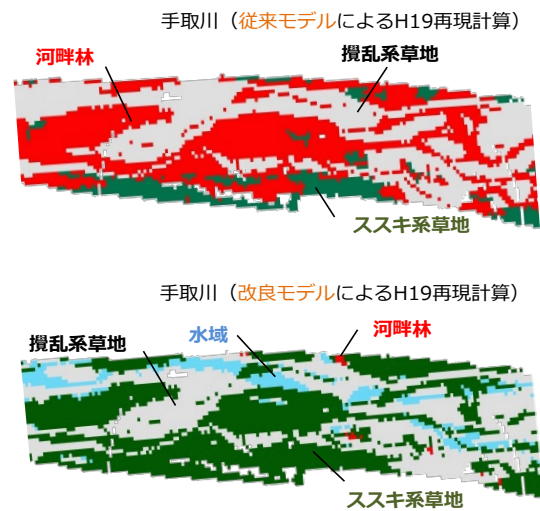 手取川（従来モデルによるH19再現計算）
河畔林
攪乱系草地
ススキ系草地
手取川（改良モデルによるH19再現計算）
攪乱系草地
水域
河畔林
ススキ系草地